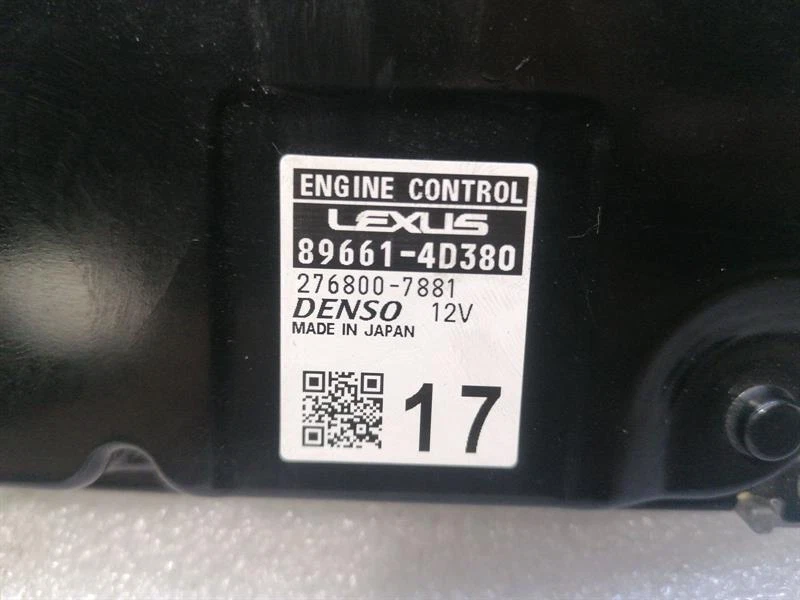 ENGINE CONTROL
LEXUS
89661-4D380
276800-7881
DENSO 12V
MADE IN JAPAN
17